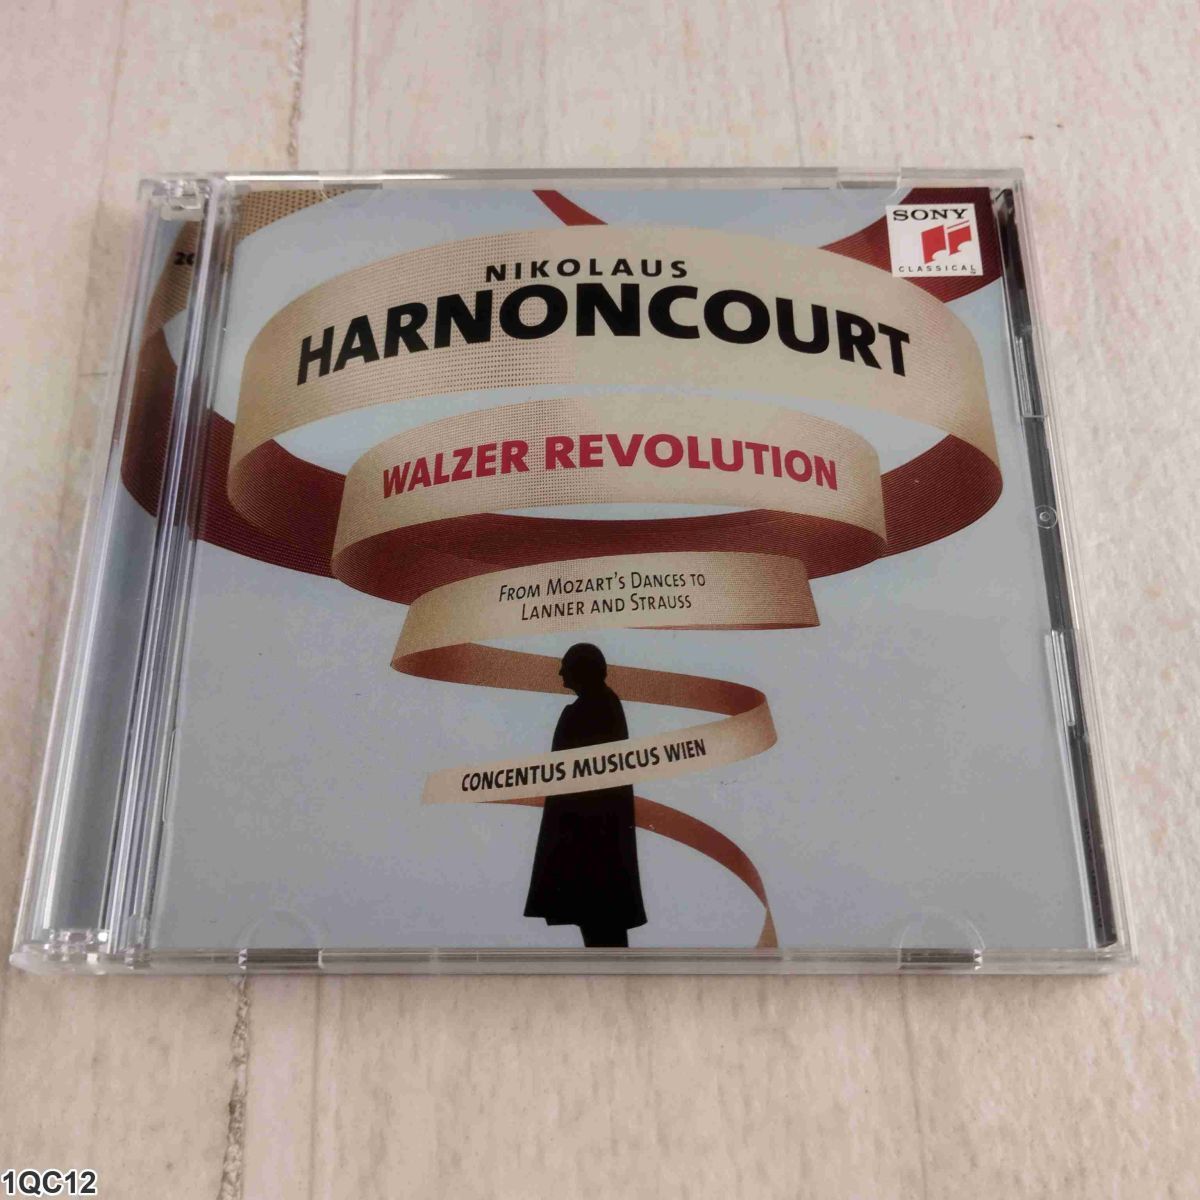 SONY
CLASSICAL
NIKOLAUS
HARNONCOURT
WALZER REVOLUTION
FROM MOZART'S DANCES TO
LANNER AND STRAUSS
CONCENTUS MUSICUS WIEN
1QC12